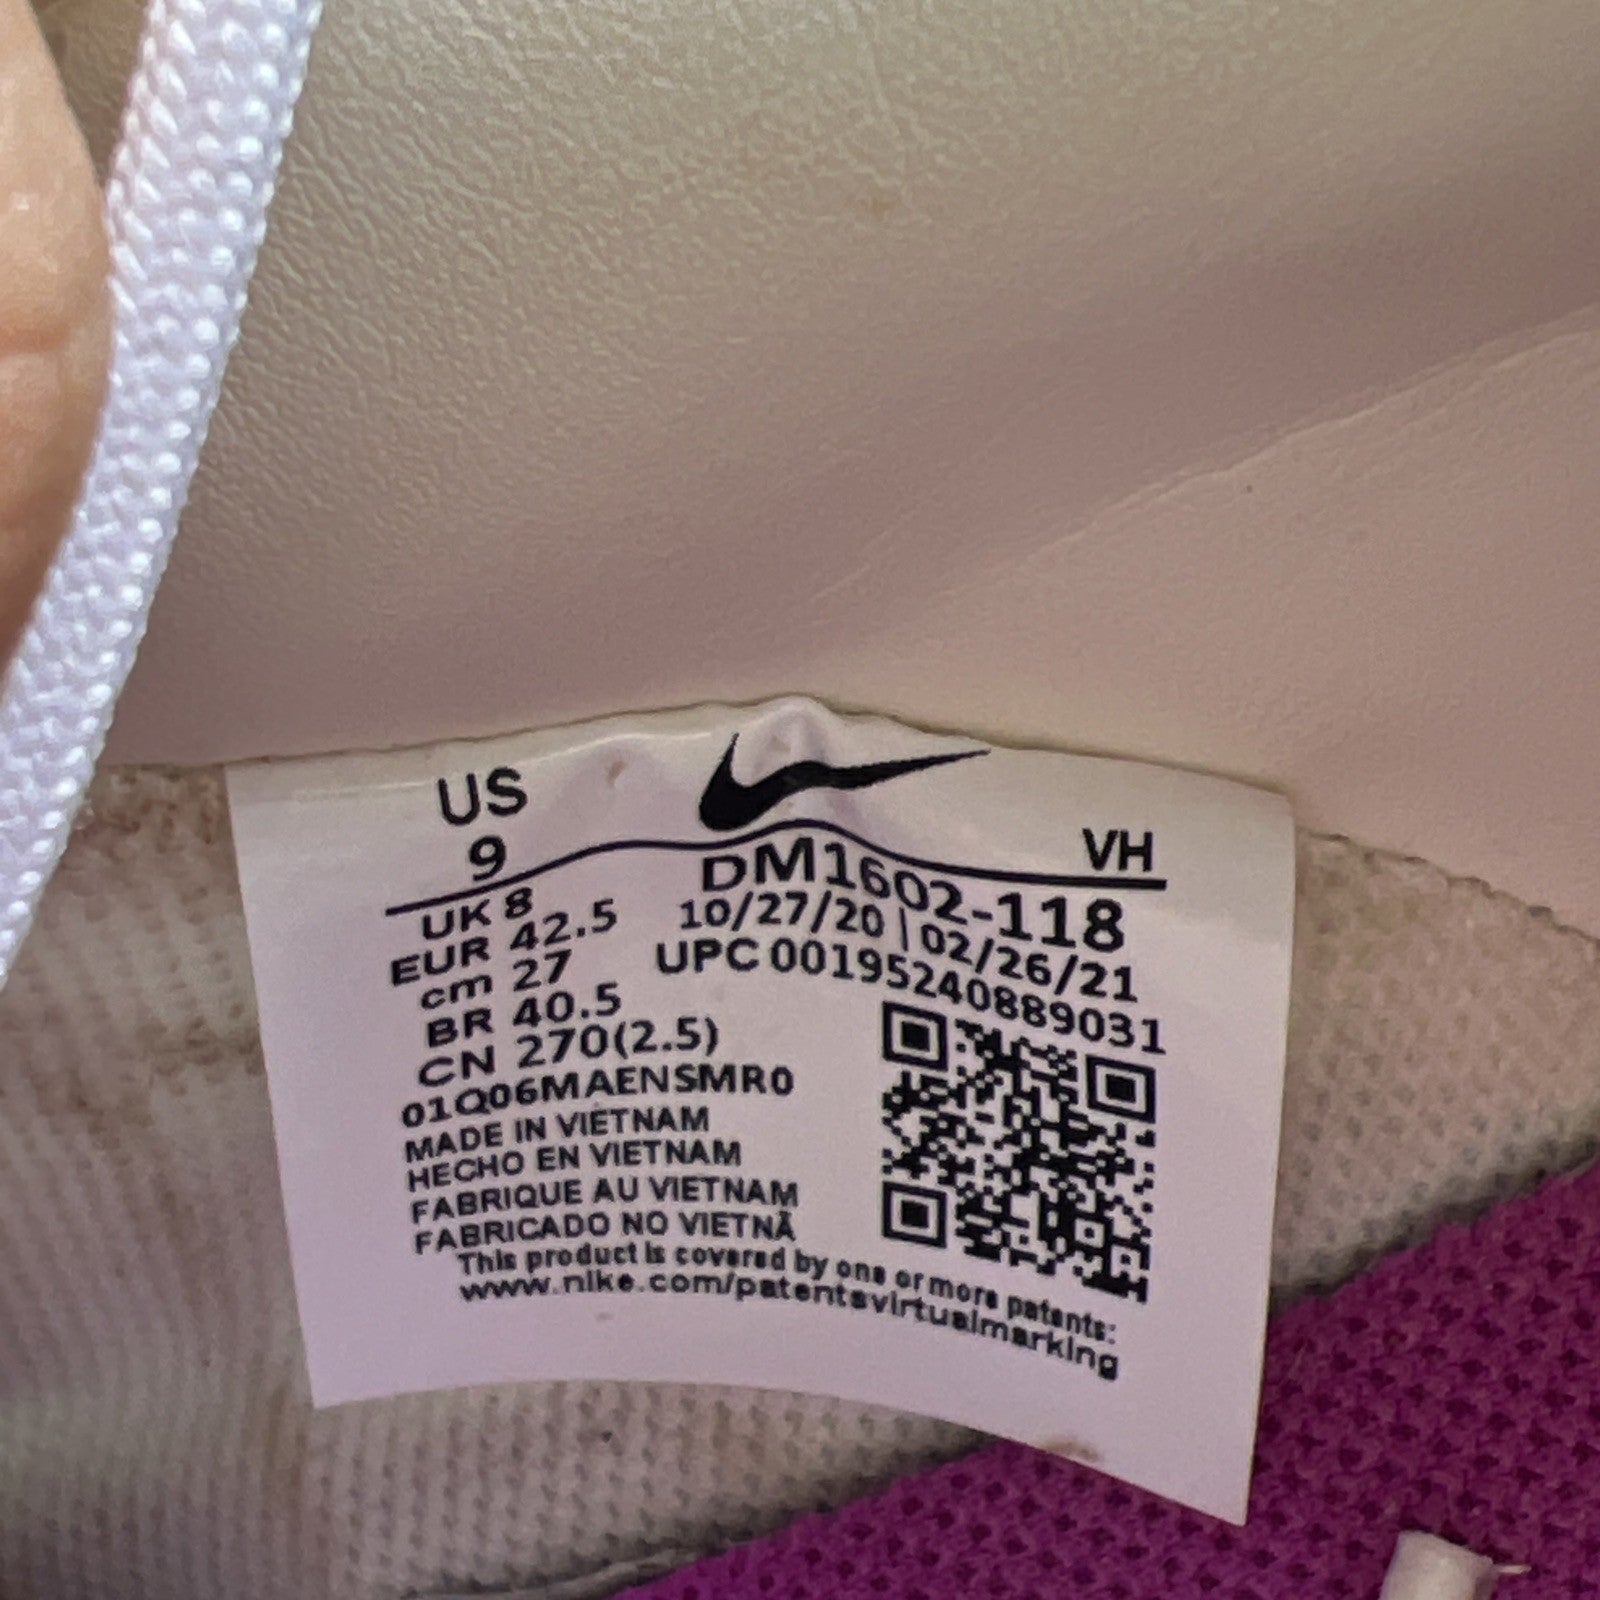 US
9
VH
UK 8
EUR 42.5
cm 27
BR 40.5
CN 270(2.5)
DM1602-118
10/27/20 | 02/26/21
UPC 00195240889031
01Q06MAENSMR0
MADE IN VIETNAM
HECHO EN VIETNAM
FABRIQUE AU VIETNAM
FABRICADO NO VIETNÃ
This product is covered by one or more patents:
www.nike.com/patentsvirtualmarking